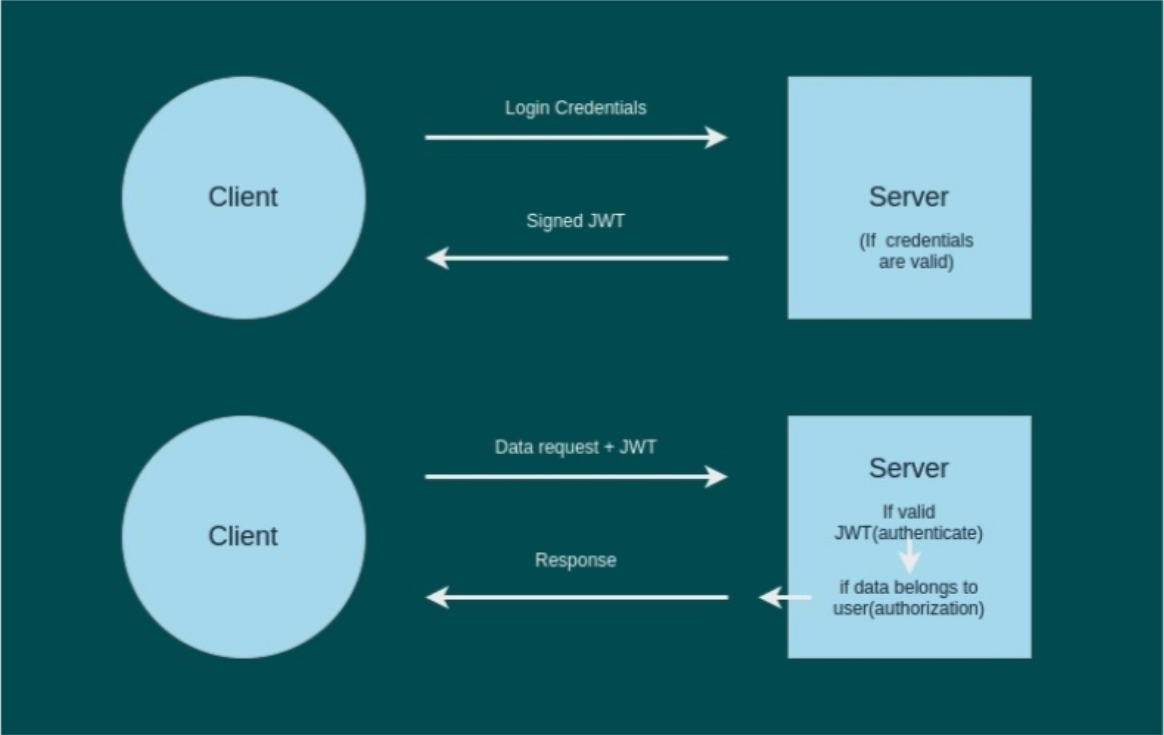 Login Credentials
Client
Signed JWT
Server
(If credentials
are valid)
Data request + JWT
Client
Response
Server
If valid
JWT(authenticate)
if data belongs to
user(authorization)